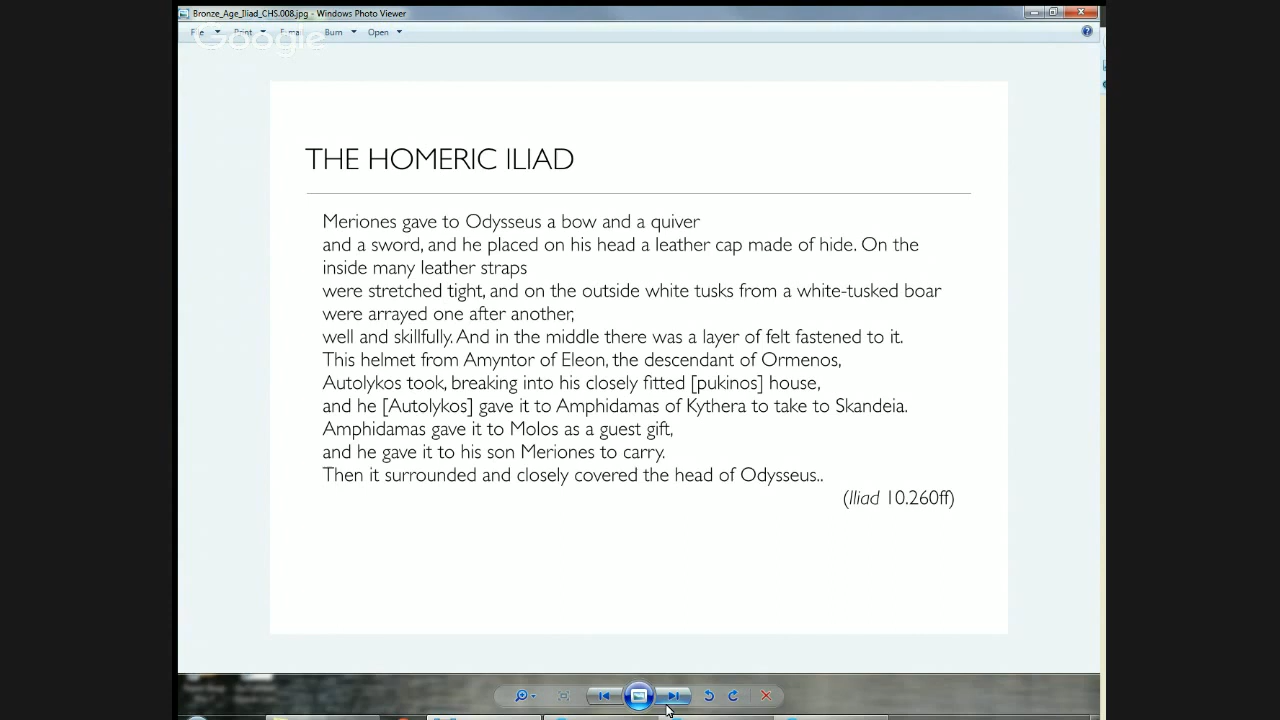 Bronze_Age_Iliad_CHS.008.jpg - Windows Photo Viewer
File Print E-mail Burn Open
Google
THE HOMERIC ILIAD
Meriones gave to Odysseus a bow and a quiver
and a sword, and he placed on his head a leather cap made of hide. On the
inside many leather straps
were stretched tight, and on the outside white tusks from a white-tusked boar
were arrayed one after another,
well and skillfully. And in the middle there was a layer of felt fastened to it.
This helmet from Amyntor of Eleon, the descendant of Ormenos,
Autolykos took, breaking into his closely fitted [pukinos] house,
and he [Autolykos] gave it to Amphidamas of Kythera to take to Skandeia.
Amphidamas gave it to Molos as a guest gift,
and he gave it to his son Meriones to carry.
Then it surrounded and closely covered the head of Odysseus..
(Iliad 10.260ff)